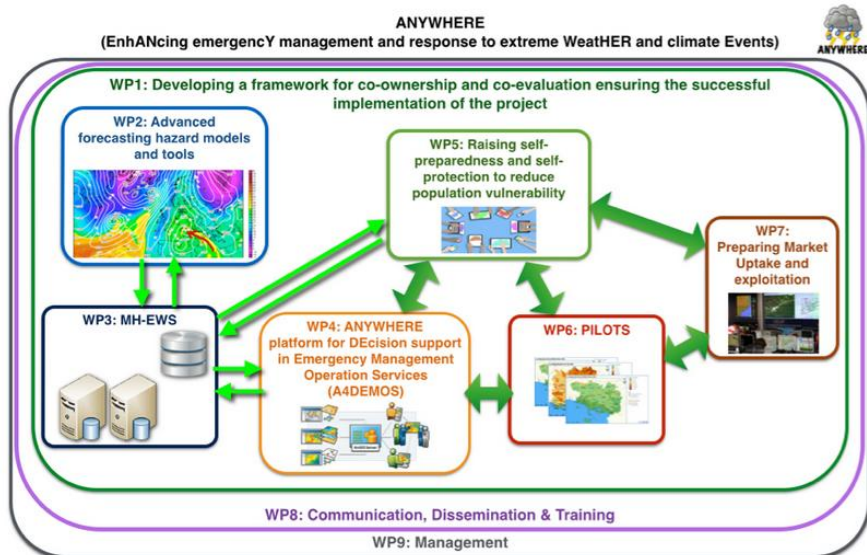 ANYWHERE
(EnhANcing emergencY management and response to extreme WeatHER and climate Events)
ANYWHERE
WP1: Developing a framework for co-ownership and co-evaluation ensuring the successful
implementation of the project
WP2: Advanced
forecasting hazard models
and tools
WP5: Raising self-
preparedness and self-
protection to reduce
population vulnerability
WP7:
Preparing Market
Uptake and
exploitation
WP3: MH-EWS
WP4: ANYWHERE
platform for DEcision support
in Emergency Management
Operation Services
(A4DEMOS)
WP6: PILOTS
WP8: Communication, Dissemination & Training
WP9: Management